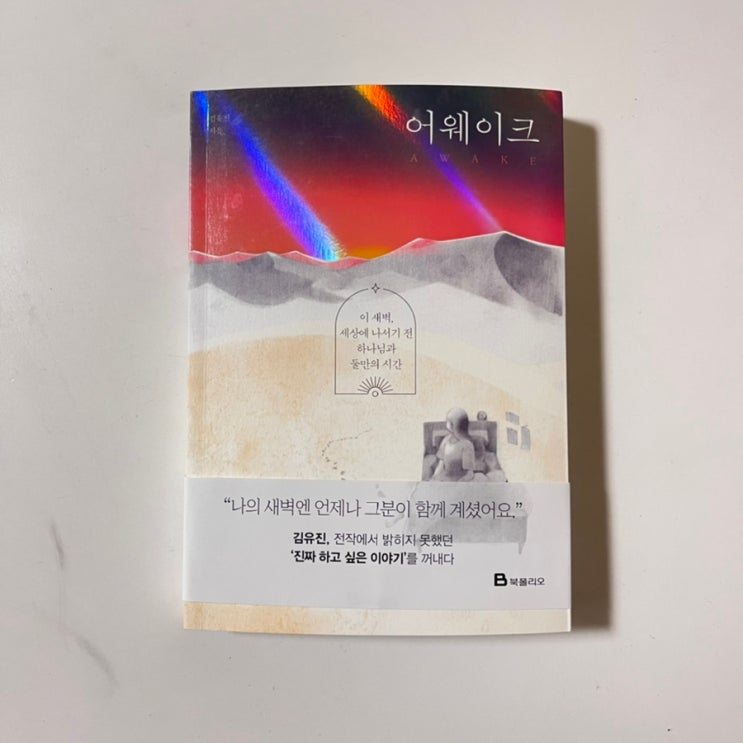 김유진
지음
어웨이크
AWAKE
이 새벽,
세상에 나서기 전
하나님과
둘만의 시간
“나의 새벽엔 언제나 그분이 함께 계셨어요.”
김유진, 전작에서 밝히지 못했던
‘진짜 하고 싶은 이야기’를 꺼내다
B 북폴리오